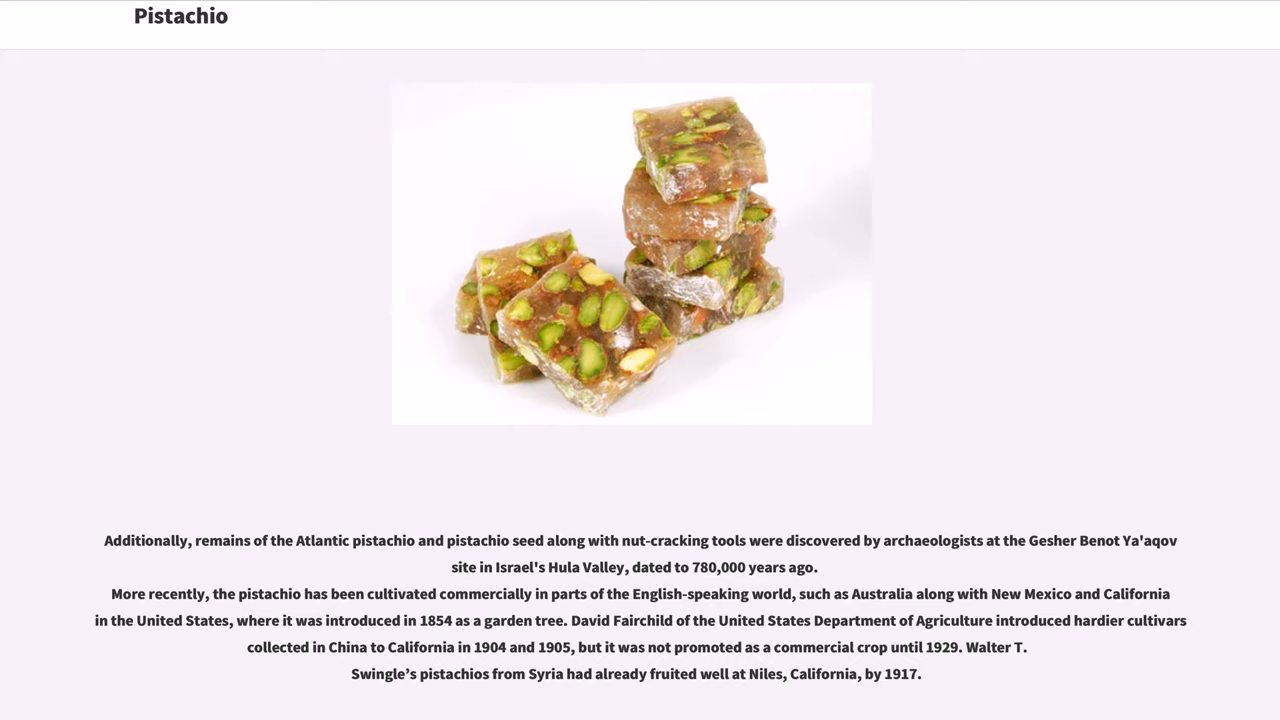 Pistachio
Additionally, remains of the Atlantic pistachio and pistachio seed along with nut-cracking tools were discovered by archaeologists at the Gesher Benot Ya'aqov
site in Israel's Hula Valley, dated to 780,000 years ago.
More recently, the pistachio has been cultivated commercially in parts of the English-speaking world, such as Australia along with New Mexico and California
in the United States, where it was introduced in 1854 as a garden tree. David Fairchild of the United States Department of Agriculture introduced hardier cultivars
collected in China to California in 1904 and 1905, but it was not promoted as a commercial crop until 1929. Walter T.
Swingle’s pistachios from Syria had already fruited well at Niles, California, by 1917.